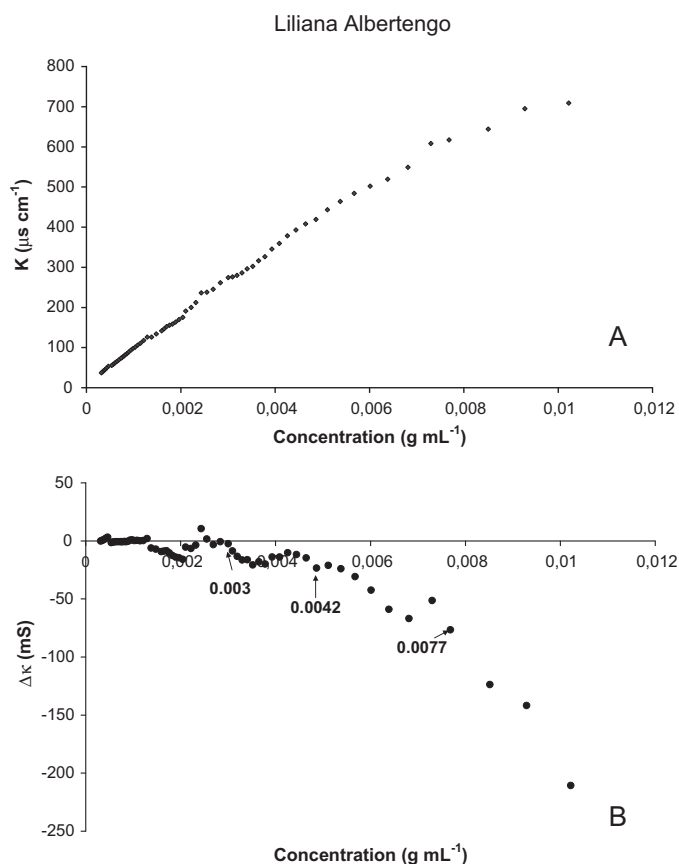 Liliana Albertengo
800
700
600
500
400
300
200
100
0
K (µs cm⁻¹)
0 0,002 0,004 0,006 0,008 0,01 0,012
Concentration (g mL⁻¹)
A
50
0
-50
-100
-150
-200
-250
Δκ (mS)
0 0,002 0,004 0,006 0,008 0,01 0,012
0.003
0.0042
0.0077
B
Concentration (g mL⁻¹)